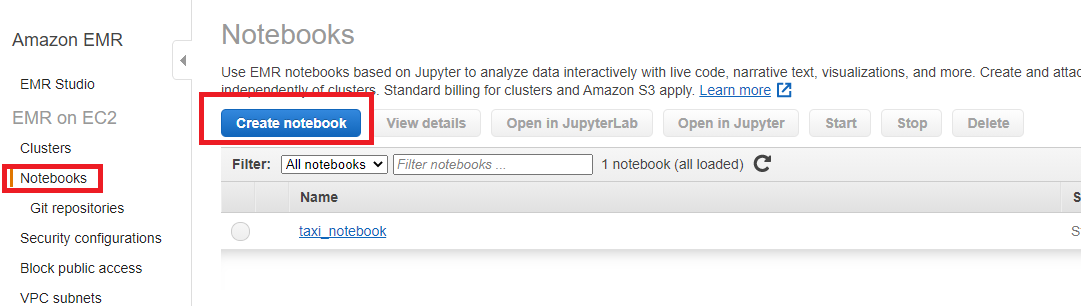 Amazon EMR
EMR Studio
EMR on EC2
Clusters
Notebooks
Git repositories
Security configurations
Block public access
VPC subnets
Notebooks
Use EMR notebooks based on Jupyter to analyze data interactively with live code, narrative text, visualizations, and more. Create and
independently of clusters. Standard billing for clusters and Amazon S3 apply. Learn more
Create notebook View details Open in JupyterLab Open in Jupyter Start Stop Delete
Filter: All notebooks Filter notebooks ... 1 notebook (all loaded)
Name
taxi_notebook